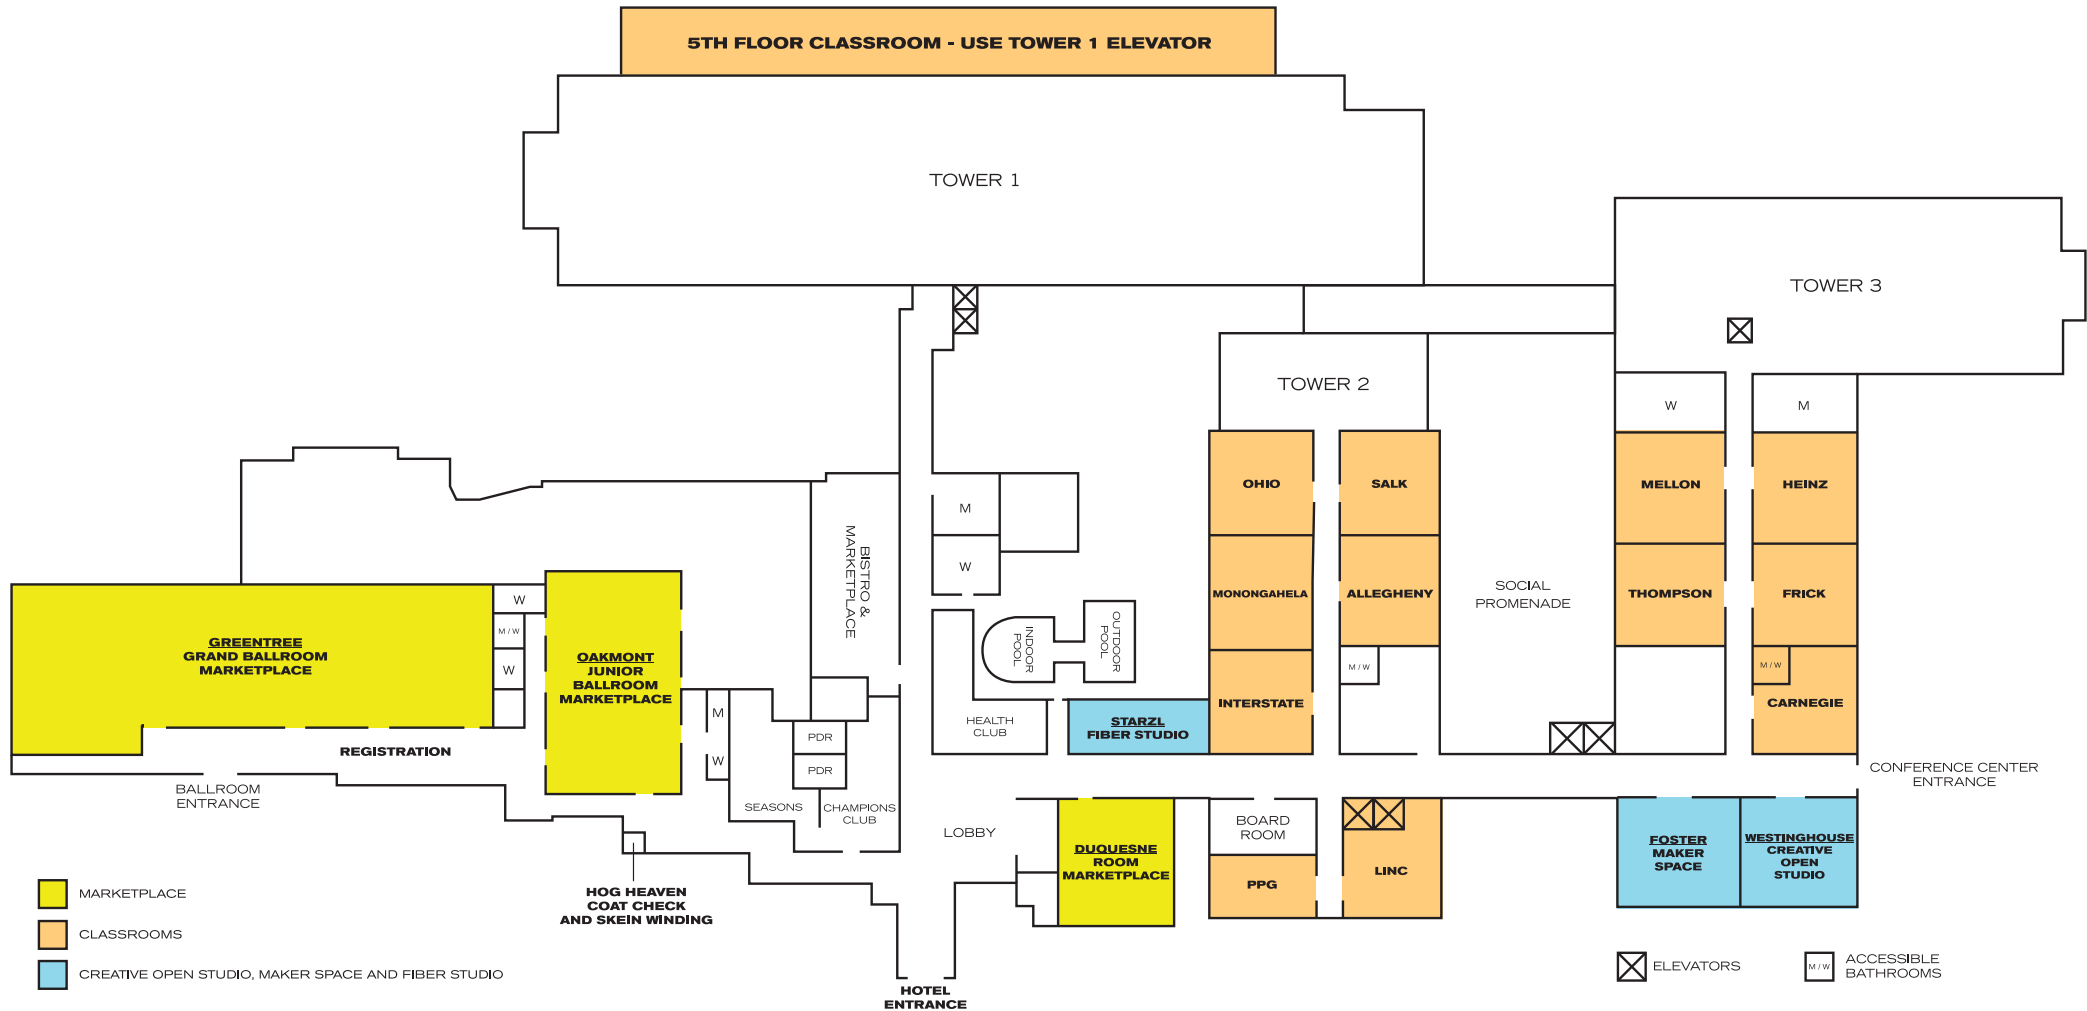 5TH FLOOR CLASSROOM - USE TOWER 1 ELEVATOR
TOWER 1
TOWER 3
TOWER 2
W
M
OHIO
SALK
MELLON
HEINZ
M
W
BISTRO &
MARKETPLACE
MONONGAHELA
ALLEGHENY
SOCIAL
PROMENADE
THOMPSON
FRICK
W
M / W
W
GREENTREE
GRAND BALLROOM
MARKETPLACE
OAKMONT
JUNIOR
BALLROOM
MARKETPLACE
INDOOR
POOL
OUTDOOR
POOL
M / W
M / W
INTERSTATE
CARNEGIE
M
W
PDR
PDR
HEALTH
CLUB
STARZL
FIBER STUDIO
REGISTRATION
BALLROOM
ENTRANCE
SEASONS
CHAMPIONS
CLUB
LOBBY
CONFERENCE CENTER
ENTRANCE
DUQUESNE
ROOM
MARKETPLACE
BOARD
ROOM
PPG
LINC
FOSTER
MAKER
SPACE
WESTINGHOUSE
CREATIVE
OPEN
STUDIO
HOG HEAVEN
COAT CHECK
AND SKEIN WINDING
HOTEL
ENTRANCE
MARKETPLACE
CLASSROOMS
CREATIVE OPEN STUDIO, MAKER SPACE AND FIBER STUDIO
ELEVATORS
M / W
ACCESSIBLE
BATHROOMS